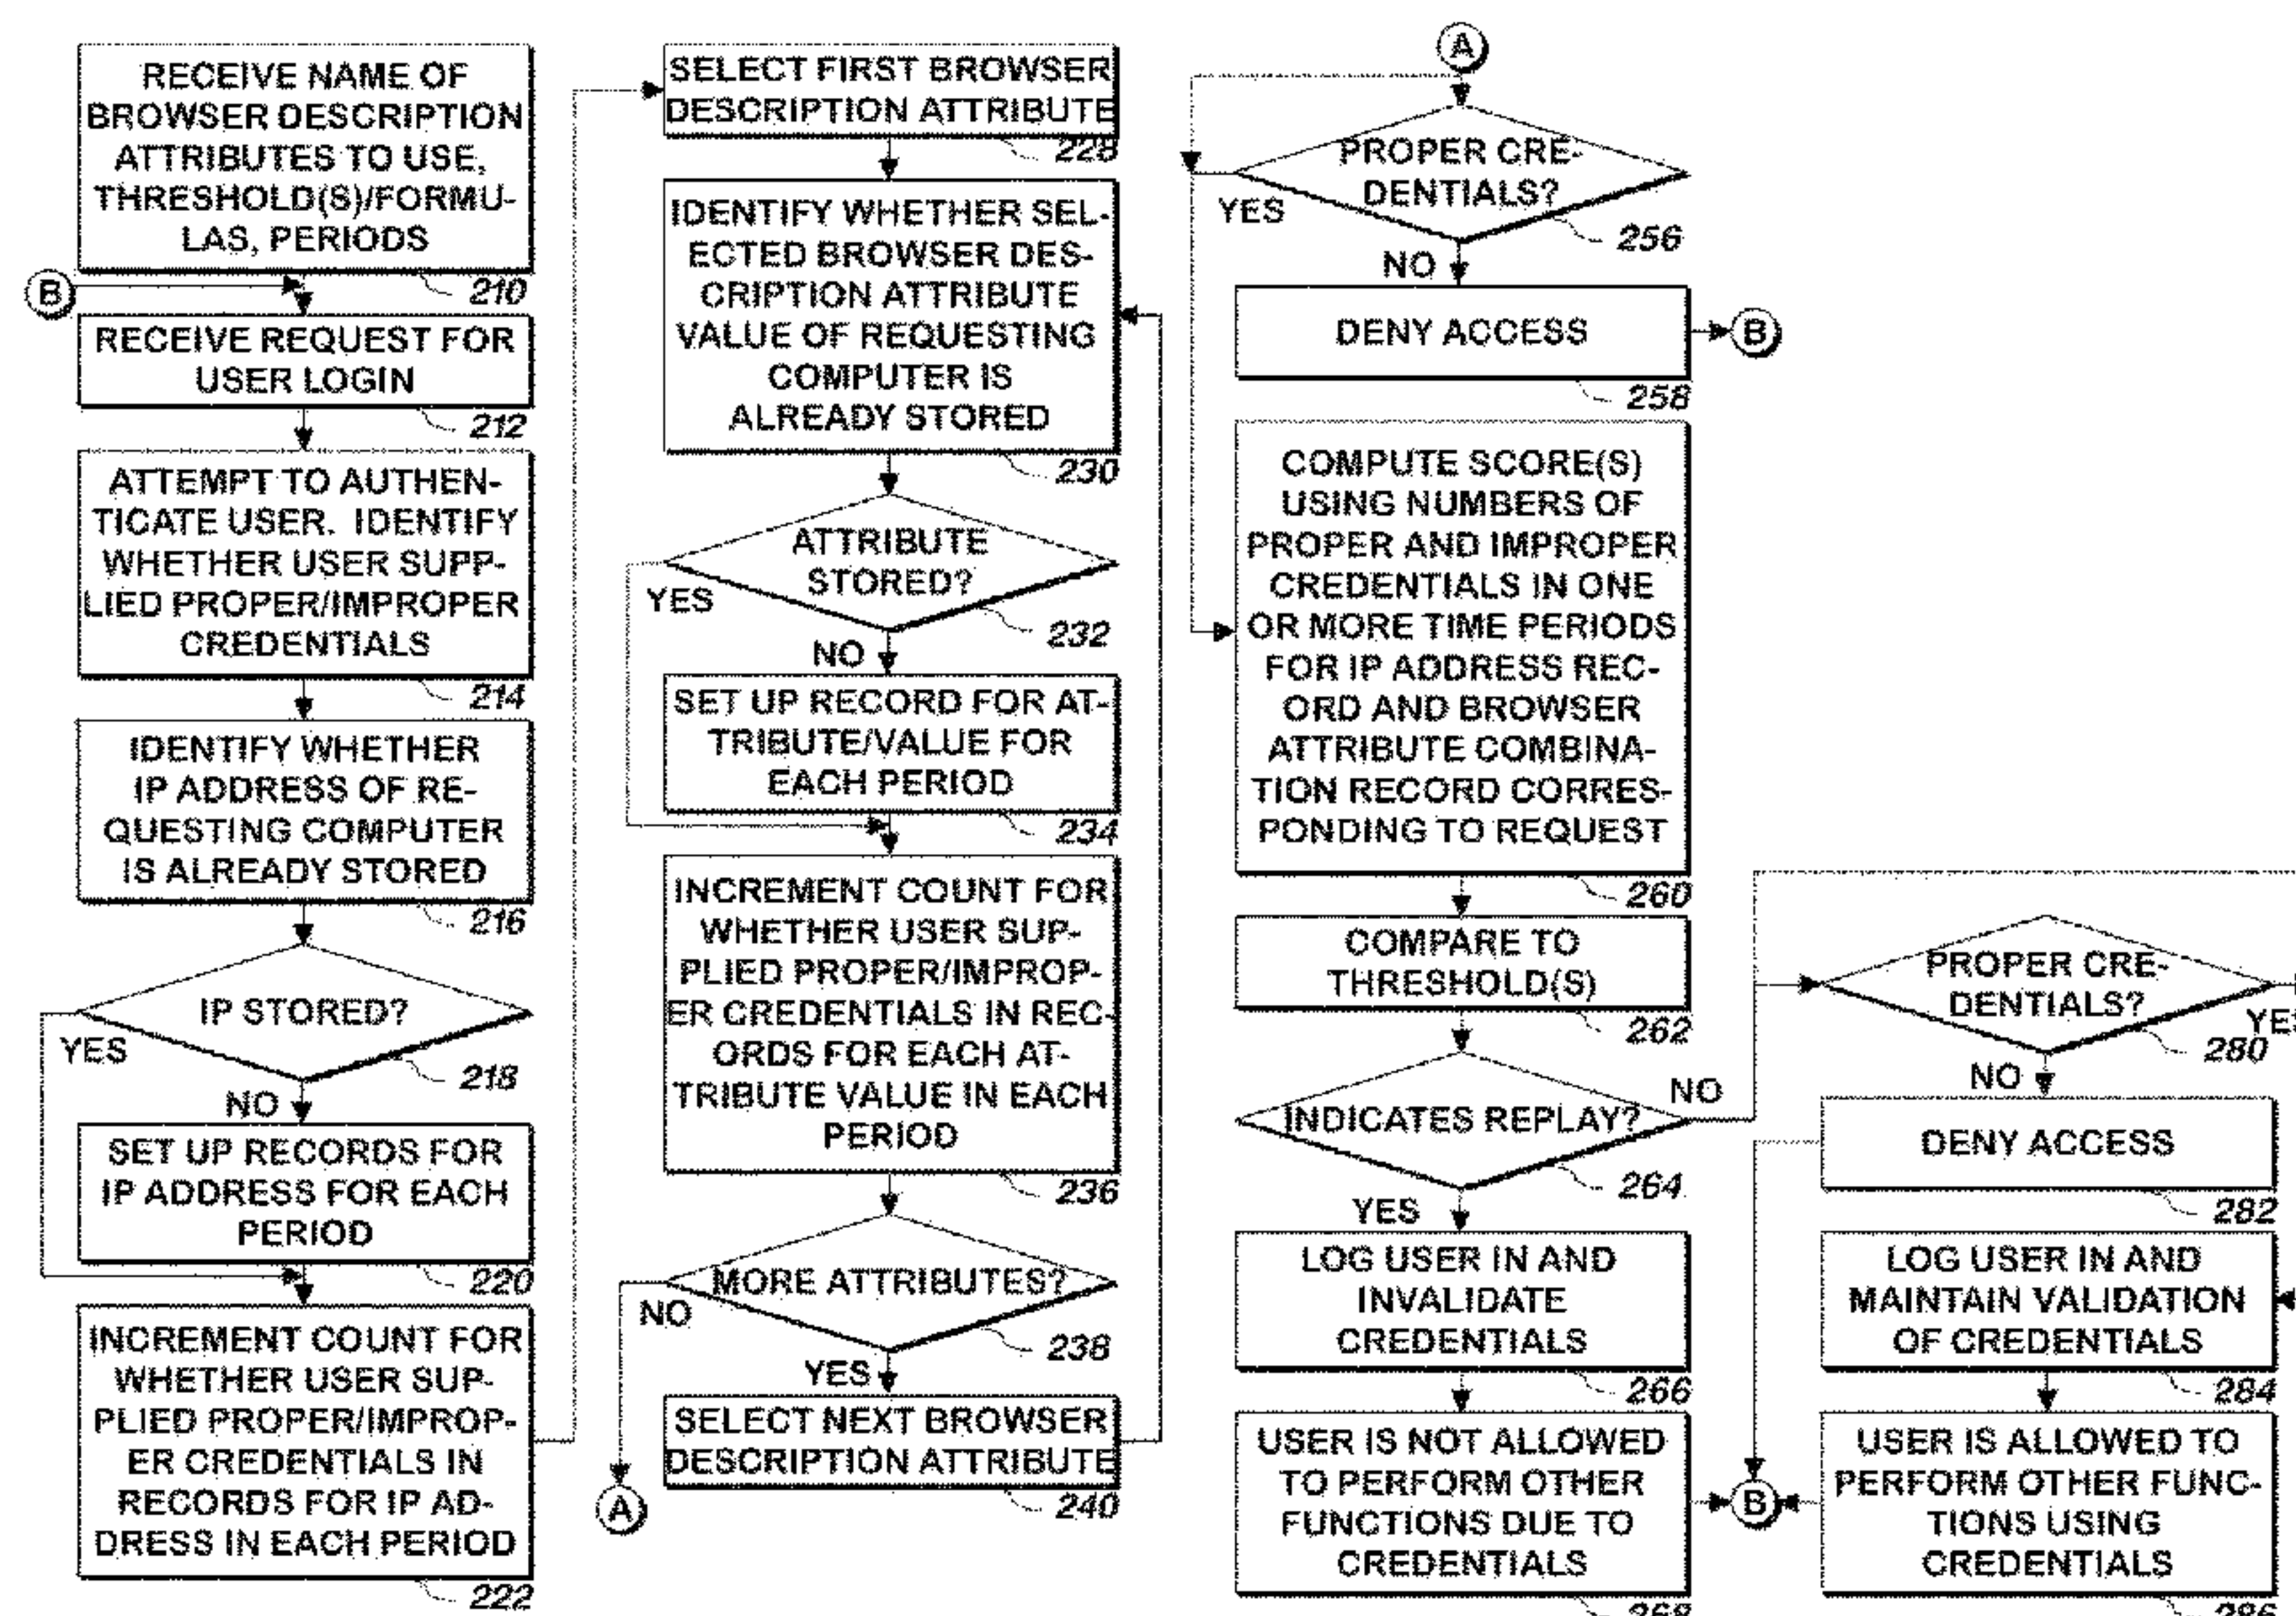 RECEIVE NAME OF
BROWSER DESCRIPTION
ATTRIBUTES TO USE,
THRESHOLD(S)/FORMU-
LAS, PERIODS
210
B
RECEIVE REQUEST FOR
USER LOGIN
212
ATTEMPT TO AUTHEN-
TICATE USER. IDENTIFY
WHETHER USER SUPP-
LIED PROPER/IMPROPER
CREDENTIALS
214
IDENTIFY WHETHER
IP ADDRESS OF RE-
QUESTING COMPUTER
IS ALREADY STORED
216
IP STORED?
YES
218
NO
SET UP RECORDS FOR
IP ADDRESS FOR EACH
PERIOD
220
INCREMENT COUNT FOR
WHETHER USER SUP-
PLIED PROPER/IMPROP-
ER CREDENTIALS IN
RECORDS FOR IP AD-
DRESS IN EACH PERIOD
222
SELECT FIRST BROWSER
DESCRIPTION ATTRIBUTE
228
IDENTIFY WHETHER SEL-
ECTED BROWSER DES-
CRIPTION ATTRIBUTE
VALUE OF REQUESTING
COMPUTER IS
ALREADY STORED
230
ATTRIBUTE
STORED?
YES
232
NO
SET UP RECORD FOR AT-
TRIBUTE/VALUE FOR
EACH PERIOD
234
INCREMENT COUNT FOR
WHETHER USER SUP-
PLIED PROPER/IMPROP-
ER CREDENTIALS IN REC-
ORDS FOR EACH AT-
TRIBUTE VALUE IN EACH
PERIOD
236
MORE ATTRIBUTES?
NO
238
YES
SELECT NEXT BROWSER
DESCRIPTION ATTRIBUTE
240
A
A
PROPER CRE-
DENTIALS?
YES
256
NO
DENY ACCESS
B
258
COMPUTE SCORE(S)
USING NUMBERS OF
PROPER AND IMPROPER
CREDENTIALS IN ONE
OR MORE TIME PERIODS
FOR IP ADDRESS REC-
ORD AND BROWSER
ATTRIBUTE COMBINA-
TION RECORD CORRES-
PONDING TO REQUEST
260
COMPARE TO
THRESHOLD(S)
262
INDICATES REPLAY?
NO
264
YES
LOG USER IN AND
INVALIDATE
CREDENTIALS
266
USER IS NOT ALLOWED
TO PERFORM OTHER
FUNCTIONS DUE TO
CREDENTIALS
268
B
PROPER CRE-
DENTIALS?
YES
280
NO
DENY ACCESS
282
LOG USER IN AND
MAINTAIN VALIDATION
OF CREDENTIALS
284
USER IS ALLOWED TO
PERFORM OTHER FUNC-
TIONS USING
CREDENTIALS
286